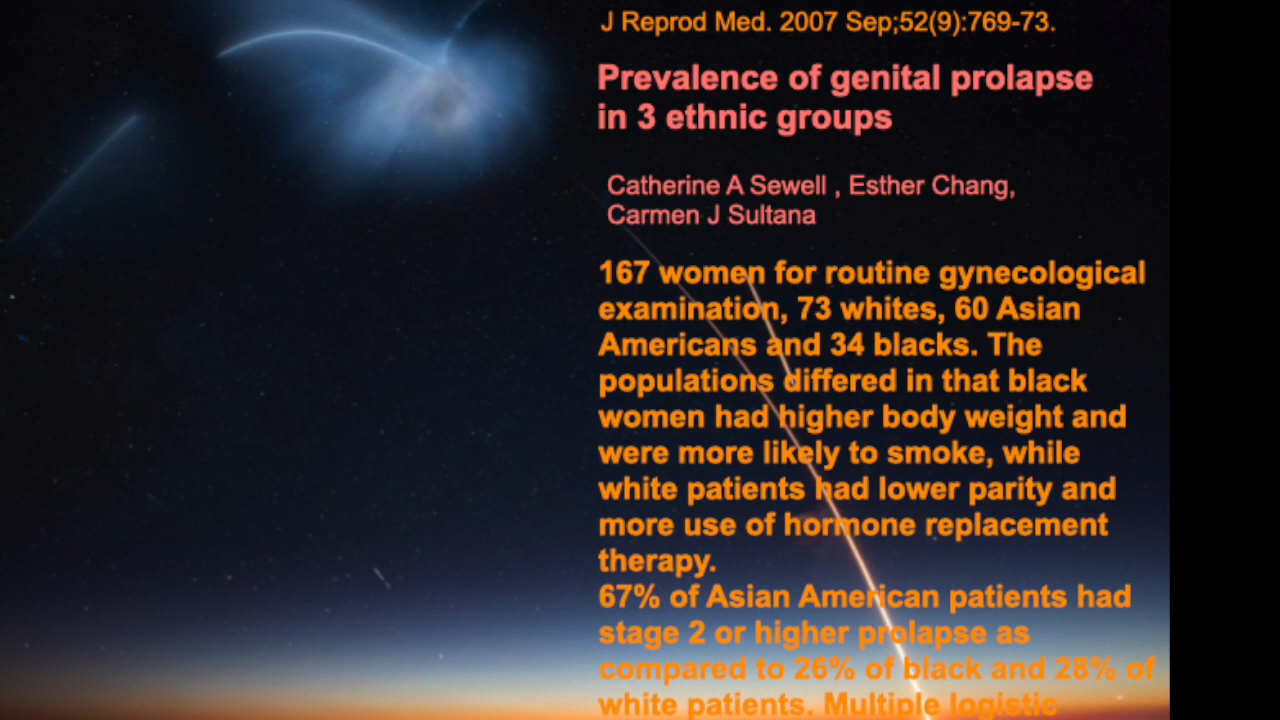 J Reprod Med. 2007 Sep;52(9):769-73.
Prevalence of genital prolapse
in 3 ethnic groups
Catherine A Sewell , Esther Chang,
Carmen J Sultana
167 women for routine gynecological
examination, 73 whites, 60 Asian
Americans and 34 blacks. The
populations differed in that black
women had higher body weight and
were more likely to smoke, while
white patients had lower parity and
more use of hormone replacement
therapy.
67% of Asian American patients had
stage 2 or higher prolapse as
compared to 26% of black and 28% of
white patients. Multiple logistic